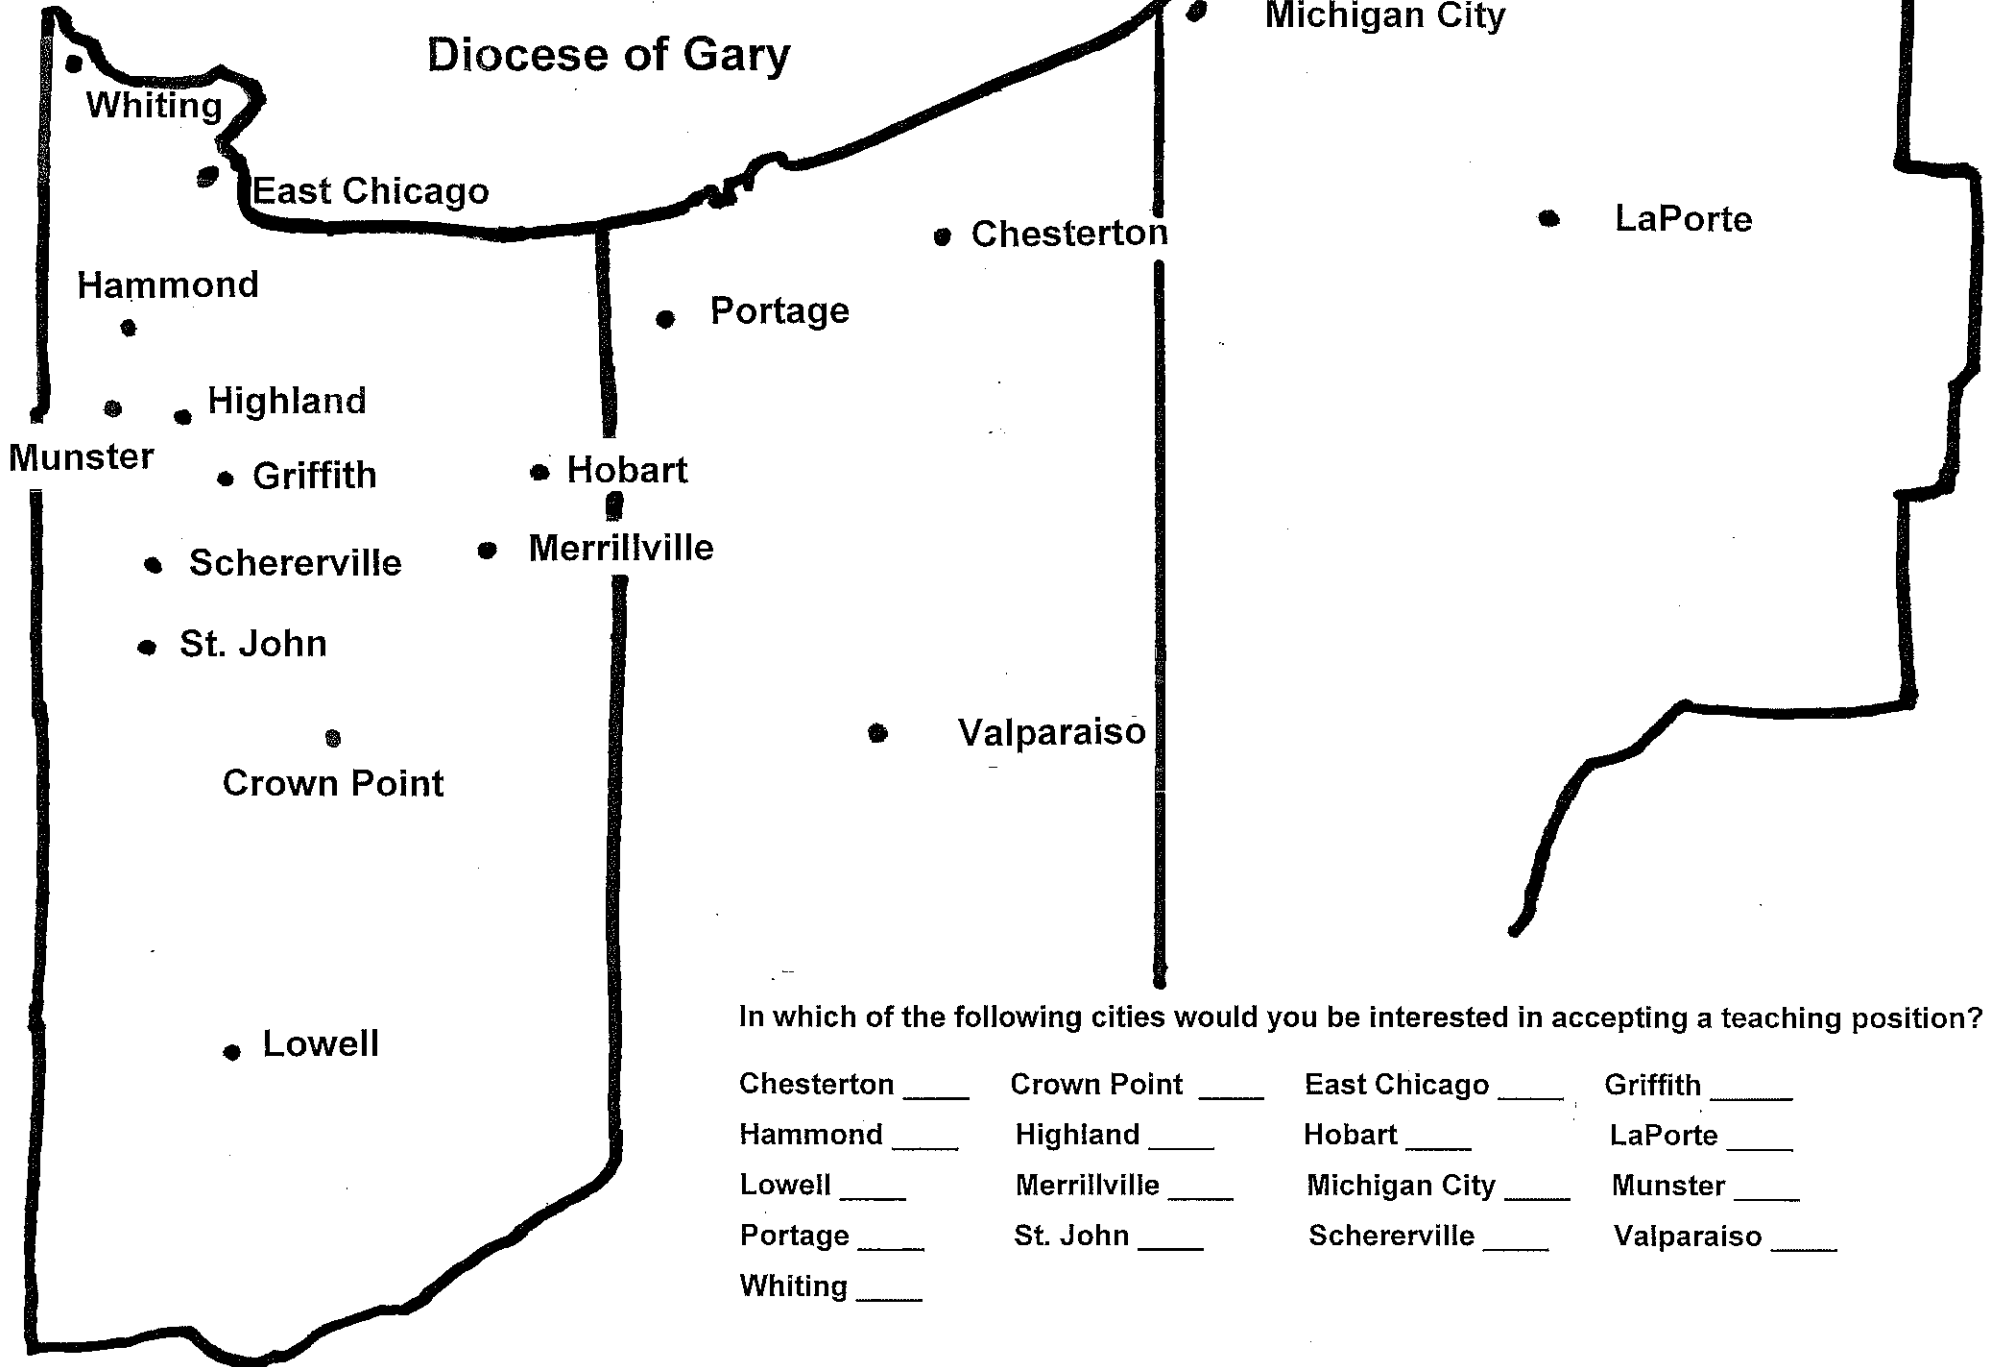 Michigan City
Diocese of Gary
Whiting
East Chicago
Chesterton
LaPorte
Hammond
Portage
Highland
Munster
Griffith
Hobart
Schererville
Merrillville
St. John
Valparaiso
Crown Point
Lowell
In which of the following cities would you be interested in accepting a teaching position?
Chesterton ____ Crown Point ____ East Chicago ____ Griffith _____
Hammond ____ Highland ____ Hobart ____ LaPorte ____
Lowell ____ Merrillville ____ Michigan City ____ Munster ____
Portage ____ St. John ____ Schererville ____ Valparaiso ____
Whiting ____